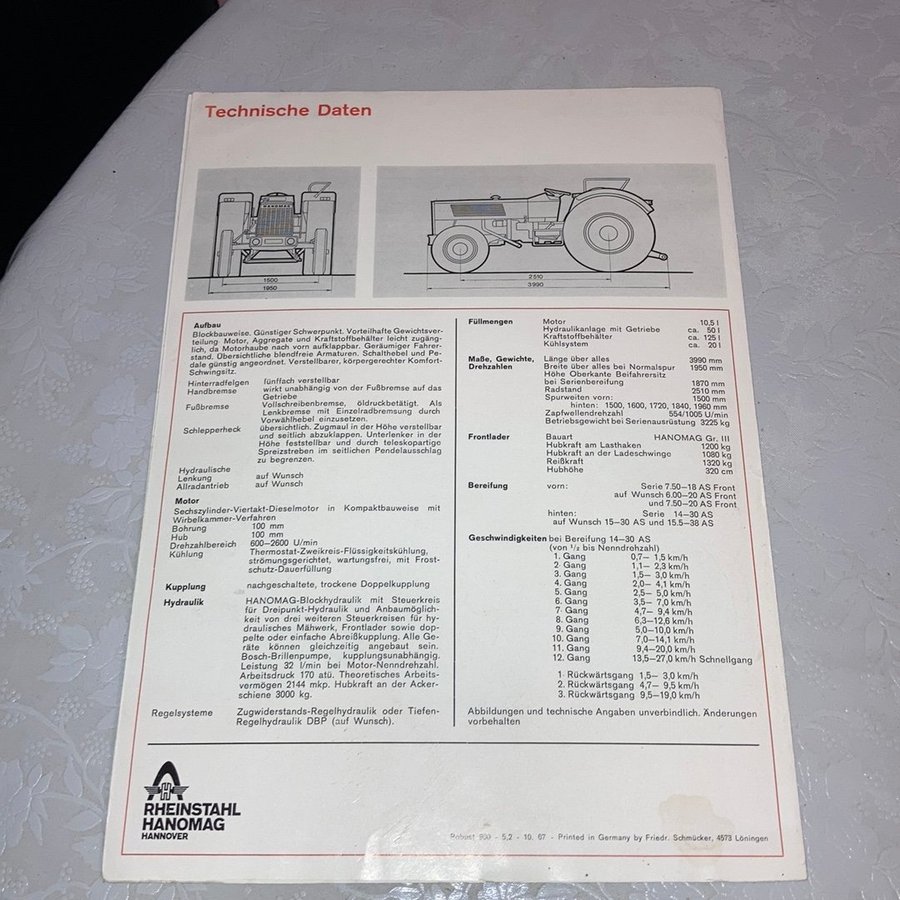 Technische Daten
HANOMAG
1500
1950
2510
3990
Aufbau
Blockbauweise. Günstiger Schwerpunkt. Vorteilhafte Gewichtsver-
teilung Motor, Aggregate und Kraftstoffbehälter leicht zugäng-
lich, da Motorhaube nach vorn aufklappbar. Geräumiger Fahrer-
stand. Übersichtliche blendfreie Armaturen. Schalthebel und Pe-
dale günstig angeordnet. Verstellbarer, körpergerechter Komfort-
Schwingsitz.
Hinterradfelgen fünffach verstellbar
Handbremse wirkt unabhängig von der Fußbremse auf das
Getriebe
Fußbremse Vollscheibenbremse, öldruckbetätigt. Als
Lenkbremse mit Einzelradbremsung durch
Vorwählhebel einzusetzen.
Schlepperheck übersichtlich. Zugmaul in der Höhe verstellbar
und seitlich abzuklappen. Unterlenker in der
Höhe feststellbar und durch teleskopartige
Spreizstreben im seitlichen Pendelausschlag
zu begrenzen.
Hydraulische
Lenkung auf Wunsch
Allradantrieb auf Wunsch
Motor
Sechszylinder-Viertakt-Dieselmotor in Kompaktbauweise mit
Wirbelkammer-Verfahren
Bohrung 100 mm
Hub 100 mm
Drehzahlbereich 600–2600 U/min
Kühlung Thermostat-Zweikreis-Flüssigkeitskühlung,
strömungsgerichtet, wartungsfrei, mit Frost-
schutz-Dauerfüllung
Kupplung nachgeschaltete, trockene Doppelkupplung
Hydraulik HANOMAG-Blockhydraulik mit Steuerkreis
für Dreipunkt-Hydraulik und Anbaumöglich-
keit von drei weiteren Steuerkreisen für hy-
draulisches Mähwerk, Frontlader sowie dop-
pelte oder einfache Abreißkupplung. Alle Ge-
räte können gleichzeitig angebaut sein.
Bosch-Brillenpumpe, kupplungsunabhängig.
Leistung 32 l/min bei Motor-Nenndrehzahl.
Arbeitsdruck 170 atü. Theoretisches Arbeits-
vermögen 2144 mkp. Hubkraft an der Acker-
schiene 3000 kg.
Regelsysteme Zugwiderstands-Regelhydraulik oder Tiefen-
Regelhydraulik DBP (auf Wunsch).
Füllmengen Motor 10,5 l
Hydraulikanlage mit Getriebe ca. 50 l
Kraftstoffbehälter ca. 125 l
Kühlsystem ca. 20 l
Maße, Gewichte, Länge über alles 3990 mm
Drehzahlen Breite über alles bei Normalspur 1950 mm
Höhe Oberkante Beifahrersitz
bei Serienbereifung 1870 mm
Radstand 2510 mm
Spurweiten vorn: 1500 mm
hinten: 1500, 1600, 1720, 1840, 1960 mm
Zapfwellendrehzahl 554/1005 U/min
Betriebsgewicht bei Serienausrüstung 3225 kg
Frontlader Bauart HANOMAG Gr. III
Hubkraft am Lasthaken 1200 kg
Hubkraft an der Ladeschwinge 1080 kg
Reißkraft 1320 kg
Hubhöhe 320 cm
Bereifung vorn: Serie 7.50–18 AS Front
auf Wunsch 6.00–20 AS Front
und 7.50–20 AS Front
hinten: Serie 14–30 AS
auf Wunsch 15–30 AS und 15.5–38 AS
Geschwindigkeiten bei Bereifung 14–30 AS
(von 1/2 bis Nenndrehzahl)
1. Gang 0,7– 1,5 km/h
2. Gang 1,1– 2,3 km/h
3. Gang 1,5– 3,0 km/h
4. Gang 2,0– 4,1 km/h
5. Gang 2,5– 5,0 km/h
6. Gang 3,5– 7,0 km/h
7. Gang 4,7– 9,4 km/h
8. Gang 6,3–12,6 km/h
9. Gang 5,0–10,0 km/h
10. Gang 7,0–14,1 km/h
11. Gang 9,4–20,0 km/h
12. Gang 13,5–27,0 km/h Schnellgang
1. Rückwärtsgang 1,5– 3,0 km/h
2. Rückwärtsgang 4,7– 9,5 km/h
3. Rückwärtsgang 9,5–19,0 km/h
Abbildungen und technische Angaben unverbindlich. Änderungen
vorbehalten
H
RHEINSTAHL
HANOMAG
HANNOVER
Robust 900 - 5,2 - 10. 67 - Printed in Germany by Friedr. Schmücker, 4573 Löningen